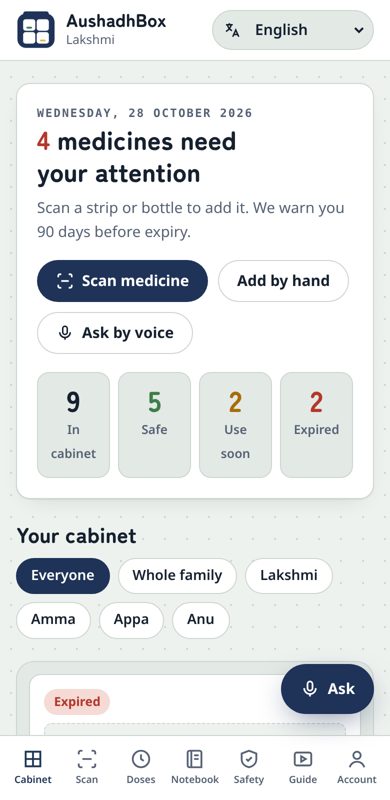 AushadhBox
Lakshmi
English
WEDNESDAY, 28 OCTOBER 2026
4 medicines need
your attention
Scan a strip or bottle to add it. We warn you
90 days before expiry.
Scan medicine
Add by hand
Ask by voice
9
In
cabinet
5
Safe
2
Use
soon
2
Expired
Your cabinet
Everyone
Whole family
Lakshmi
Amma
Appa
Anu
Expired
Ask
Cabinet
Scan
Doses
Notebook
Safety
Guide
Account